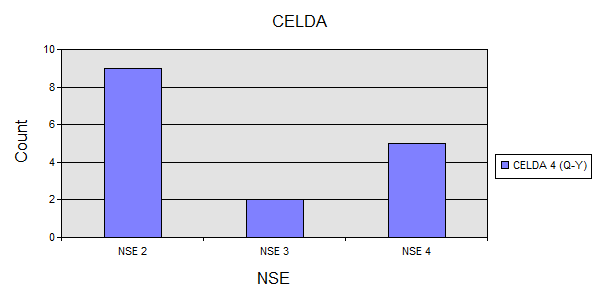 CELDA
Count
10
8
6
4
2
0
NSE 2
NSE 3
NSE 4
NSE
CELDA 4 (Q-Y)